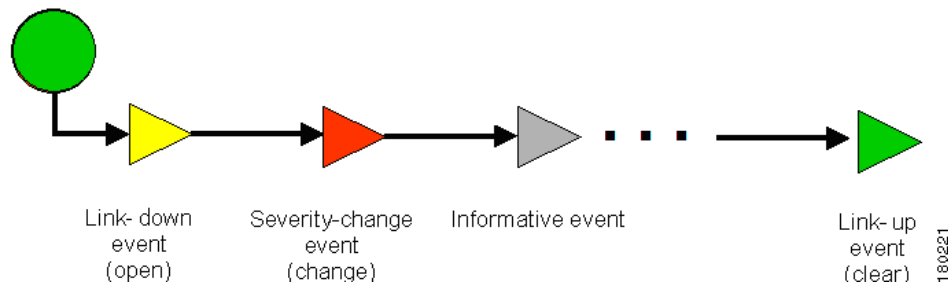 Link- down
event
(open)
Severity-change
event
(change)
Informative event
Link- up
event
(clear)
180221